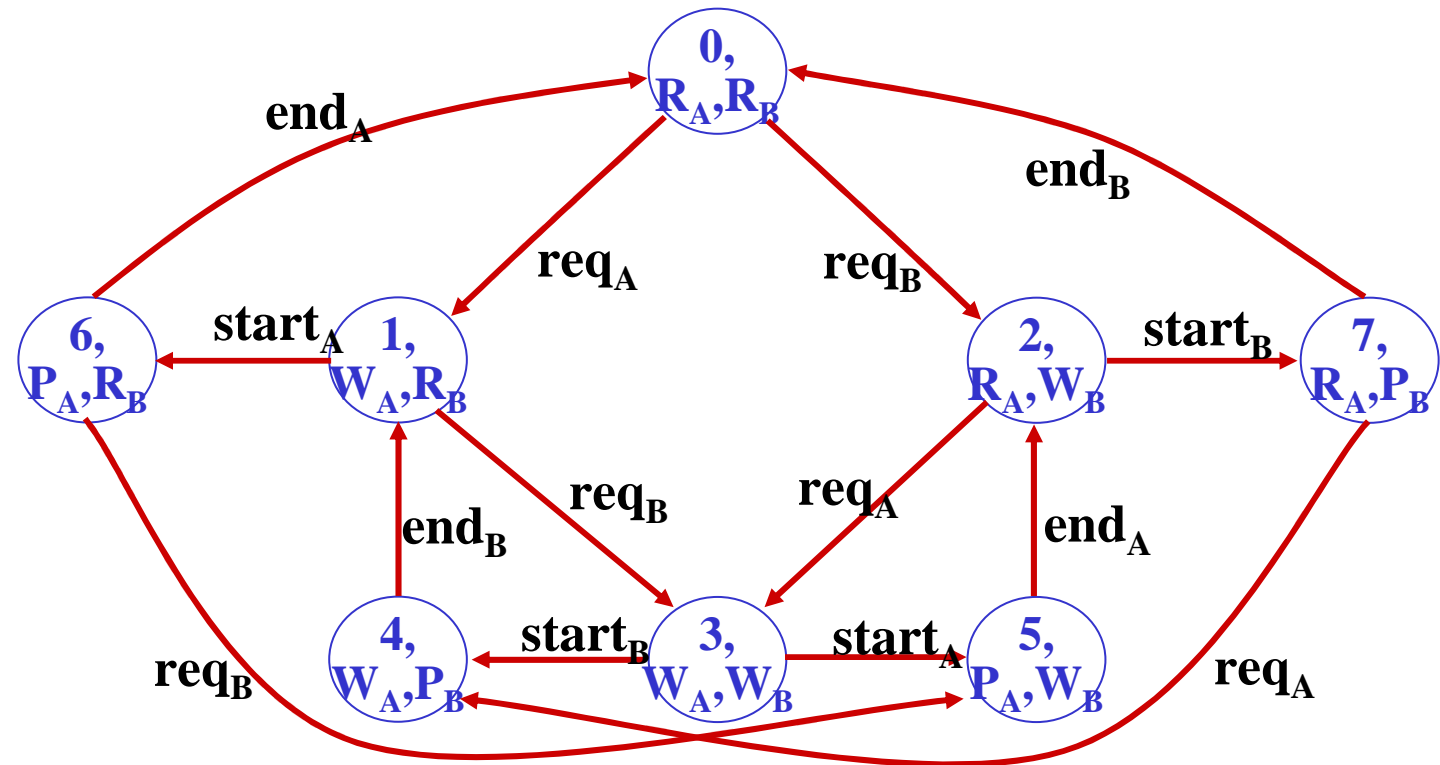 0,
R_A,R_B
end_A
end_B
req_A
req_B
6,
P_A,R_B
start_A
1,
W_A,R_B
2,
R_A,W_B
start_B
7,
R_A,P_B
req_B
req_A
end_B
end_A
4,
W_A,P_B
start_B
3,
W_A,W_B
start_A
5,
P_A,W_B
req_B
req_A